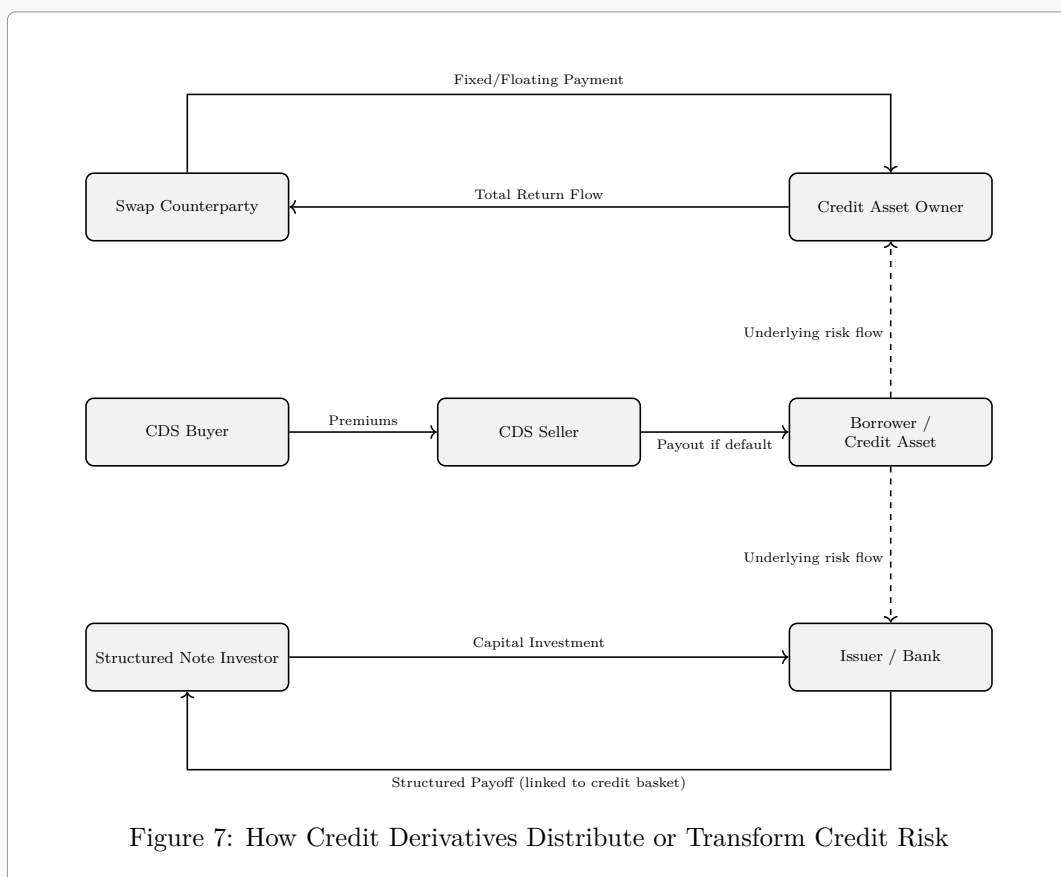 Fixed/Floating Payment
Swap Counterparty
Total Return Flow
Credit Asset Owner
Underlying risk flow
CDS Buyer
Premiums
CDS Seller
Payout if default
Borrower /
Credit Asset
Underlying risk flow
Structured Note Investor
Capital Investment
Issuer / Bank
Structured Payoff (linked to credit basket)
Figure 7: How Credit Derivatives Distribute or Transform Credit Risk